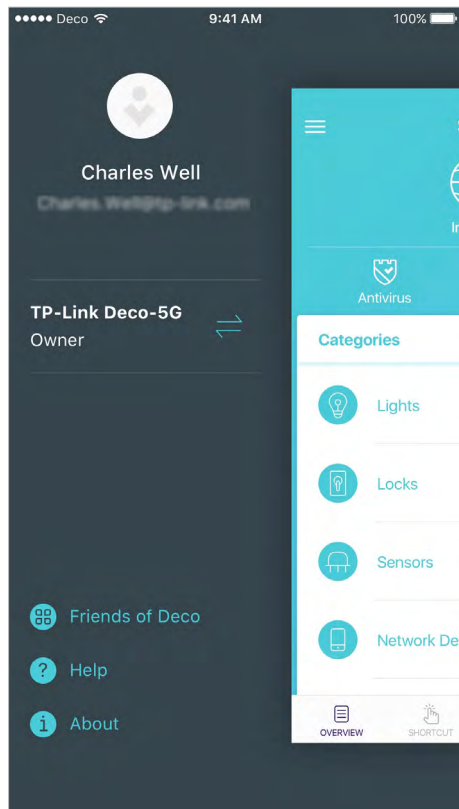 Deco 9:41 AM 100%
Charles Well
TP-Link Deco-5G
Owner
Friends of Deco
Help
About
In
Antivirus
Categories
Lights
Locks
Sensors
Network De
OVERVIEW SHORTCUT